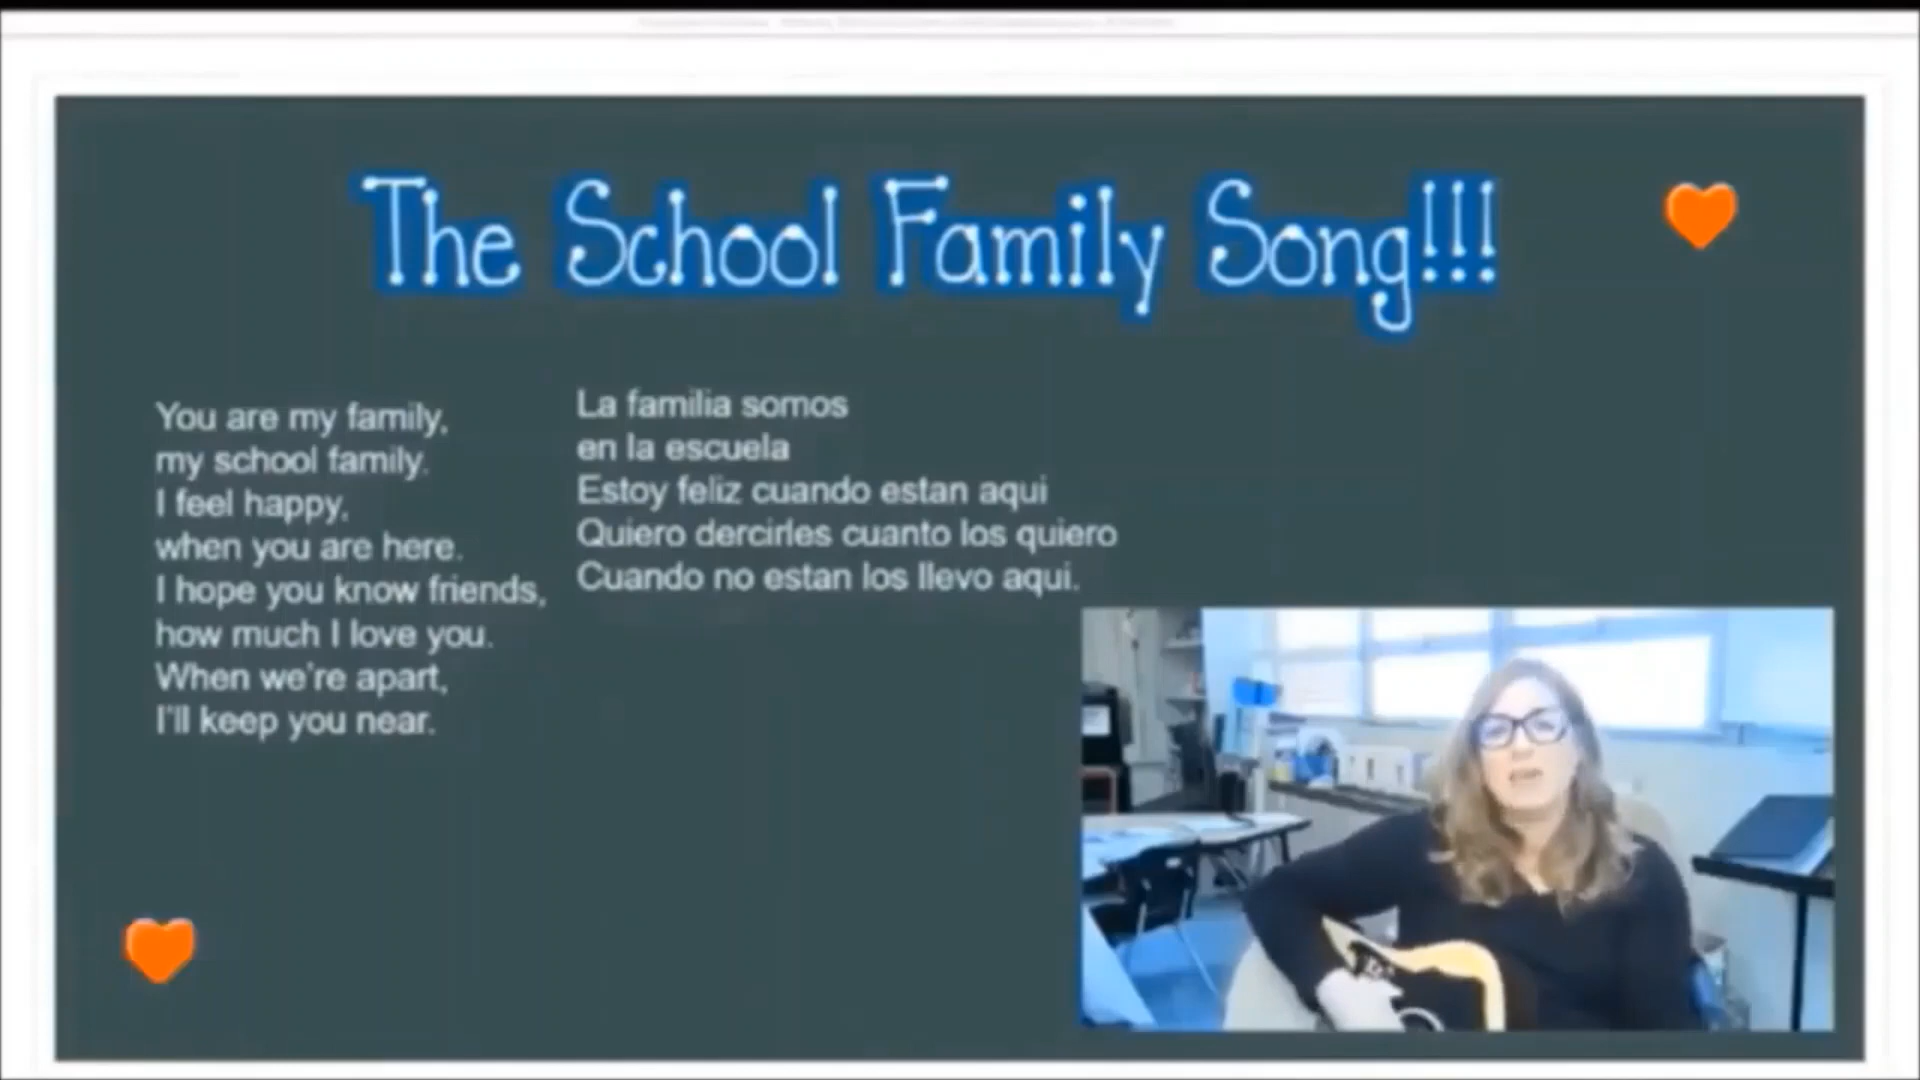 The School Family Song!!!
You are my family,
my school family.
I feel happy,
when you are here.
I hope you know friends,
how much I love you.
When we're apart,
I'll keep you near.
La familia somos
en la escuela
Estoy feliz cuando estan aqui
Quiero dercirles cuanto los quiero
Cuando no estan los llevo aqui.